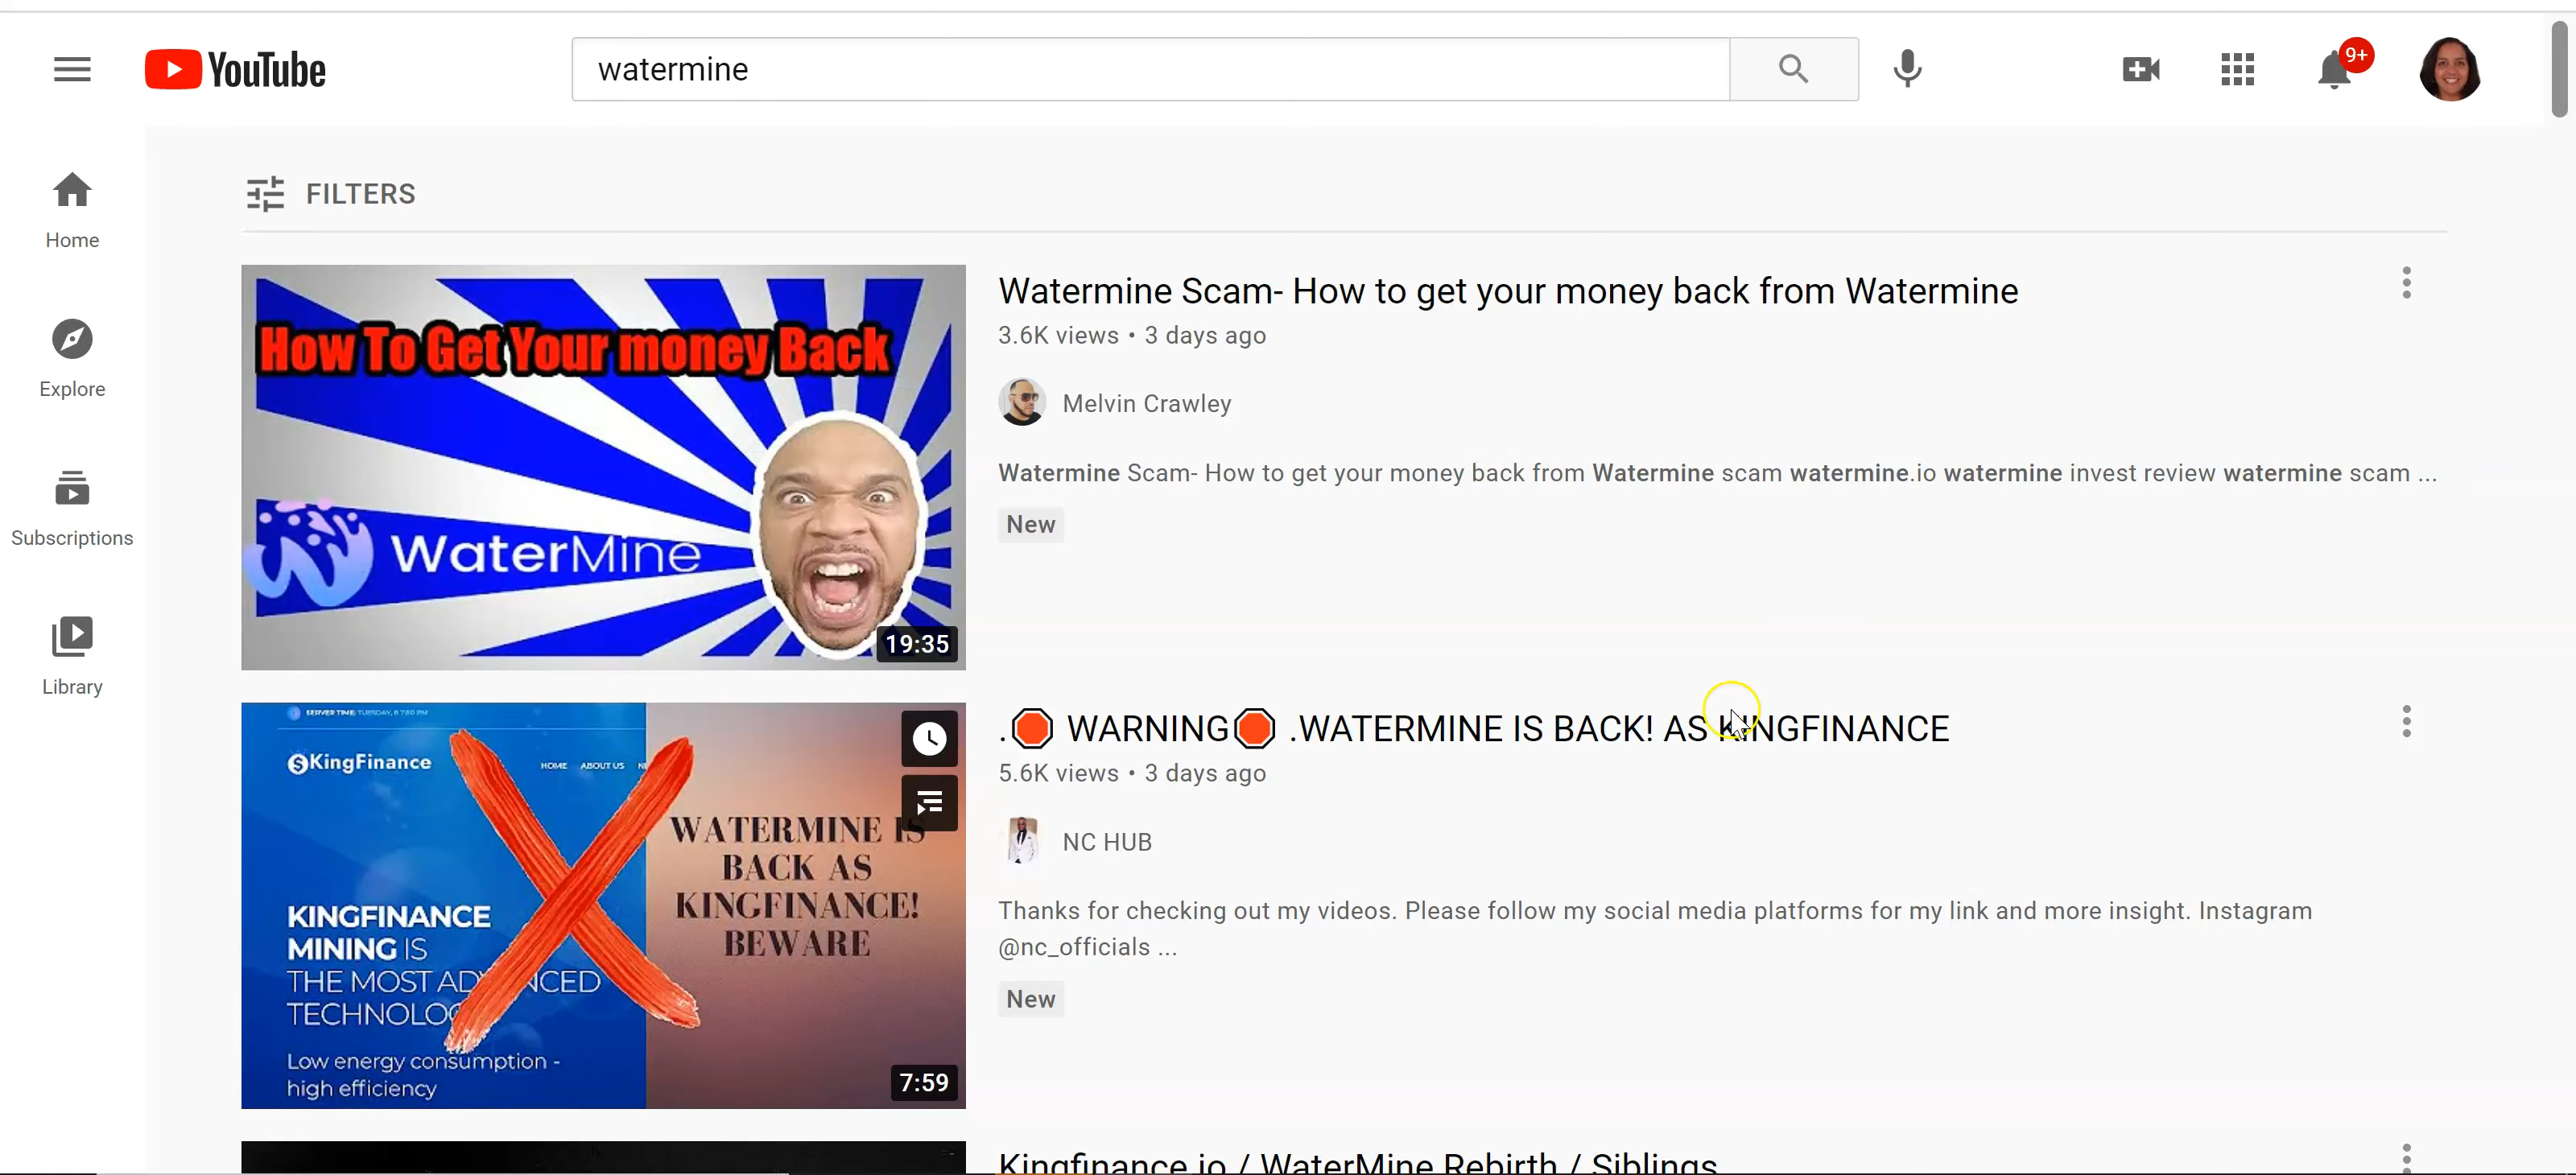 YouTube
watermine
9+
FILTERS
Home
Explore
Subscriptions
Library
How To Get Your money Back
WaterMine
19:35
Watermine Scam- How to get your money back from Watermine
3.6K views • 3 days ago
Melvin Crawley
Watermine Scam- How to get your money back from Watermine scam watermine.io watermine invest review watermine scam ...
New
SERVER TIME: TUESDAY,
KingFinance
HOME ABOUT US
KINGFINANCE
MINING IS
THE MOST
WATERMINE IS
BACK AS
KINGFINANCE!
BEWARE
Low energy consumption -
high efficiency
7:59
.🛑 WARNING🛑 .WATERMINE IS BACK! AS KINGFINANCE
5.6K views • 3 days ago
NC HUB
Thanks for checking out my videos. Please follow my social media platforms for my link and more insight. Instagram
@nc_officials ...
New
Kingfinance.io / WaterMine Rebirth / Siblings